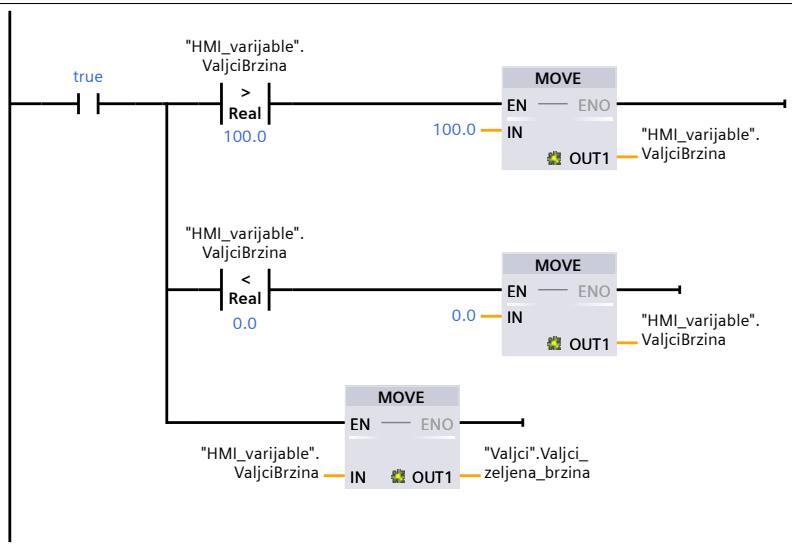 "HMI_varijable".
ValjciBrzina
true
>
Real
100.0
MOVE
EN
ENO
100.0
IN
OUT1
"HMI_varijable".
ValjciBrzina
"HMI_varijable".
ValjciBrzina
<
Real
0.0
MOVE
EN
ENO
0.0
IN
OUT1
"HMI_varijable".
ValjciBrzina
MOVE
EN
ENO
"HMI_varijable".
ValjciBrzina
IN
OUT1
"Valjci".Valjci_
zeljena_brzina